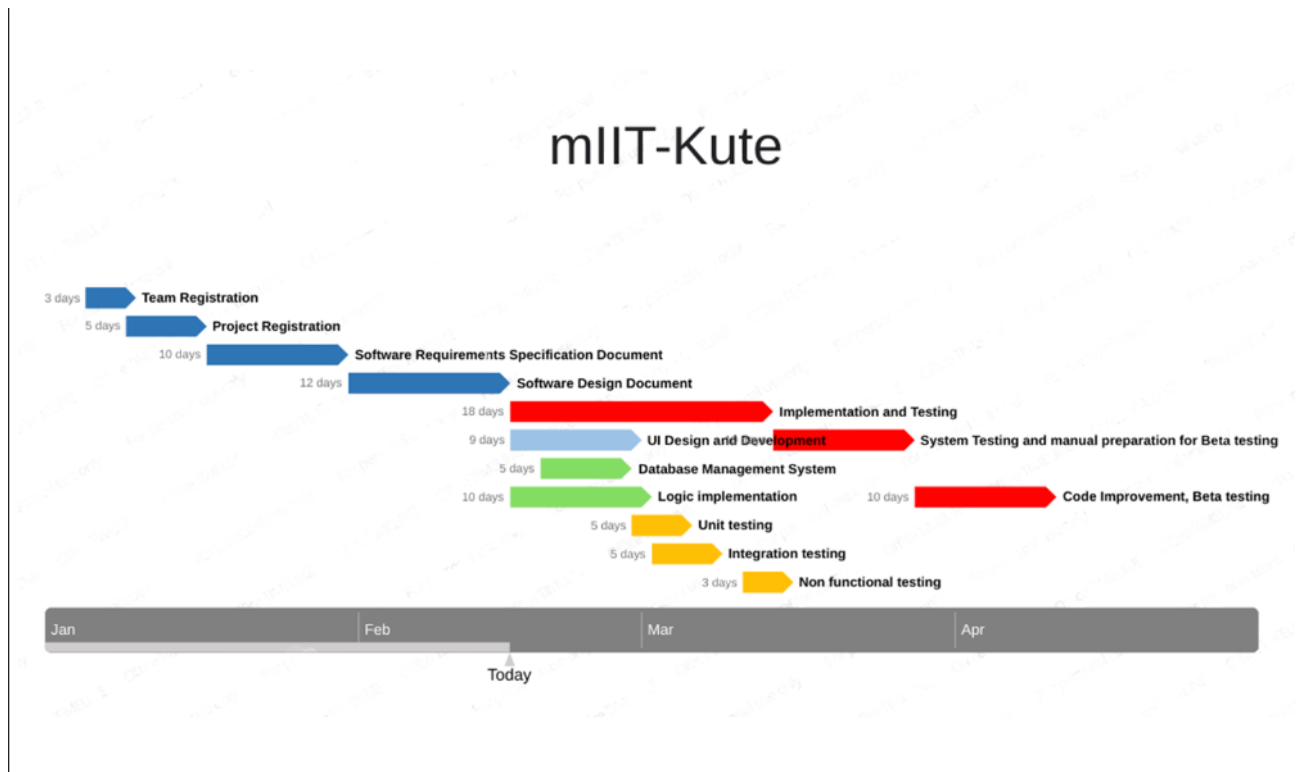 mIIT-Kute
3 days Team Registration
5 days Project Registration
10 days Software Requirements Specification Document
12 days Software Design Document
18 days Implementation and Testing
9 days UI Design and Development System Testing and manual preparation for Beta testing
5 days Database Management System
10 days Logic implementation 10 days Code Improvement, Beta testing
5 days Unit testing
5 days Integration testing
3 days Non functional testing
Jan Feb Mar Apr
Today